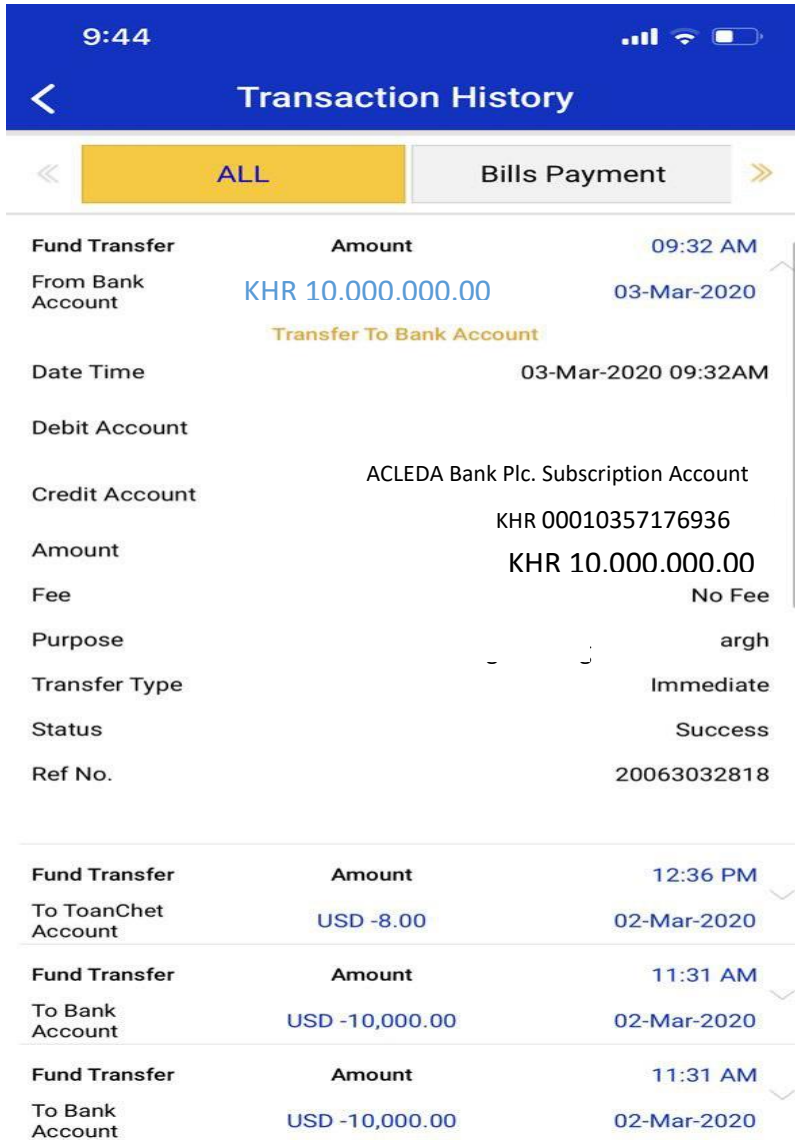 9:44
Transaction History
ALL Bills Payment
Fund Transfer Amount 09:32 AM
From Bank Account KHR 10.000.000.00 03-Mar-2020
Transfer To Bank Account
Date Time 03-Mar-2020 09:32AM
Debit Account
ACLEDA Bank Plc. Subscription Account
Credit Account
KHR 00010357176936
Amount KHR 10.000.000.00
Fee No Fee
Purpose argh
Transfer Type Immediate
Status Success
Ref No. 20063032818
Fund Transfer Amount 12:36 PM
To ToanChet Account USD -8.00 02-Mar-2020
Fund Transfer Amount 11:31 AM
To Bank Account USD -10,000.00 02-Mar-2020
Fund Transfer Amount 11:31 AM
To Bank Account USD -10,000.00 02-Mar-2020